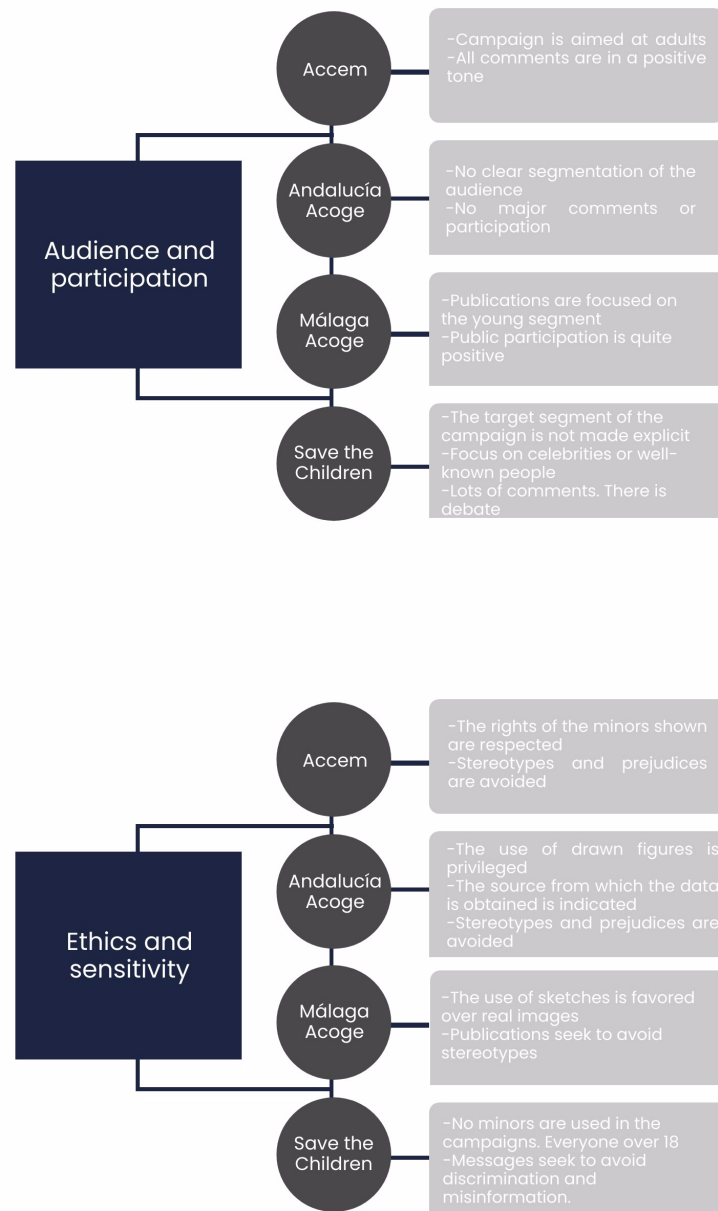 Audience and
participation
Accem
-Campaign is aimed at adults
-All comments are in a positive
tone
Andalucía
Acoge
-No clear segmentation of the
audience
-No major comments or
participation
Málaga
Acoge
-Publications are focused on
the young segment
-Public participation is quite
positive
Save the
Children
-The target segment of the
campaign is not made explicit
-Focus on celebrities or well-
known people
-Lots of comments. There is
debate
Ethics and
sensitivity
Accem
-The rights of the minors shown
are respected
-Stereotypes and prejudices
are avoided
Andalucía
Acoge
-The use of drawn figures is
privileged
-The source from which the data
is obtained is indicated
-Stereotypes and prejudices are
avoided
Málaga
Acoge
-The use of sketches is favored
over real images
-Publications seek to avoid
stereotypes
Save the
Children
-No minors are used in the
campaigns. Everyone over 18
-Messages seek to avoid
discrimination and
misinformation.